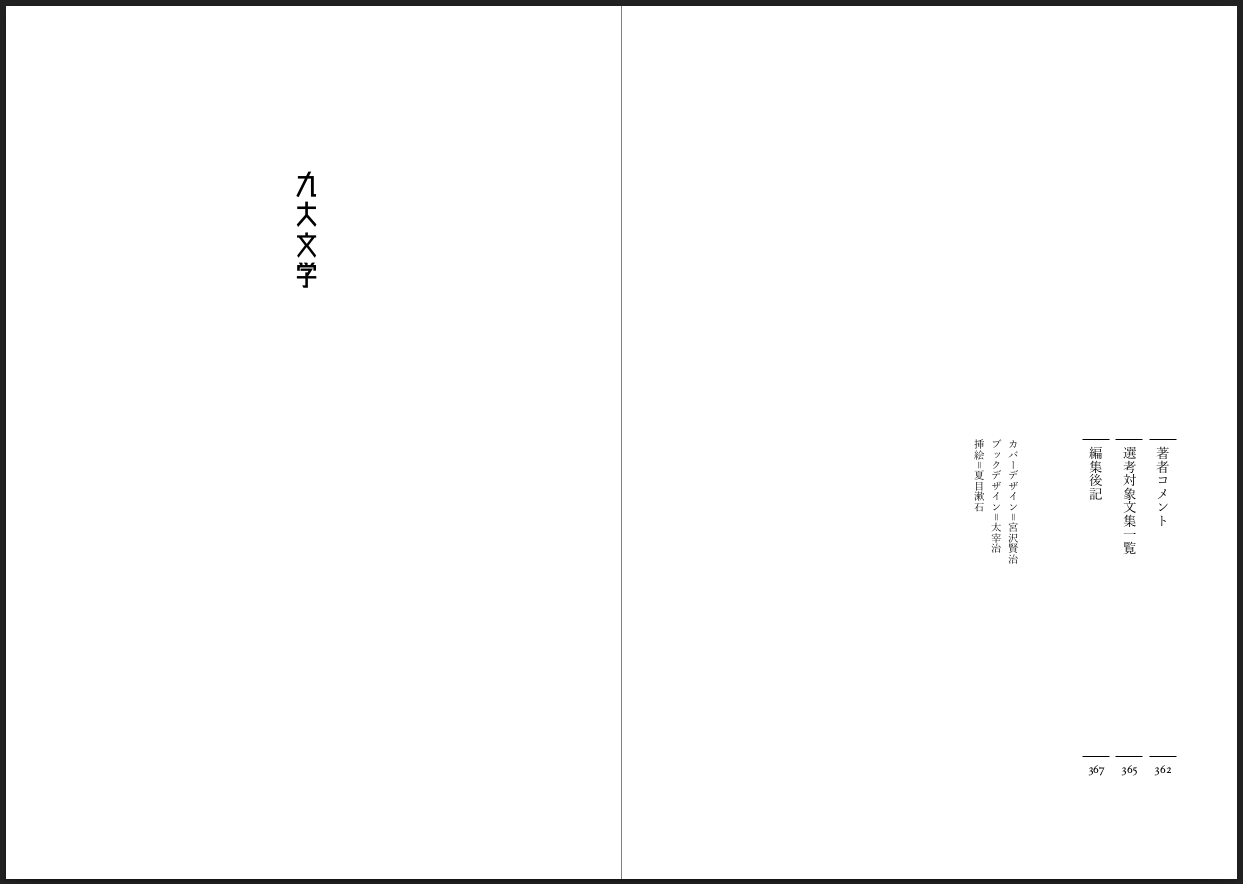 著者コメント
362
選考対象文集一覧
365
編集後記
367
カバーデザイン=宮沢賢治
ブックデザイン=太宰治
挿絵=夏目漱石
九大文学